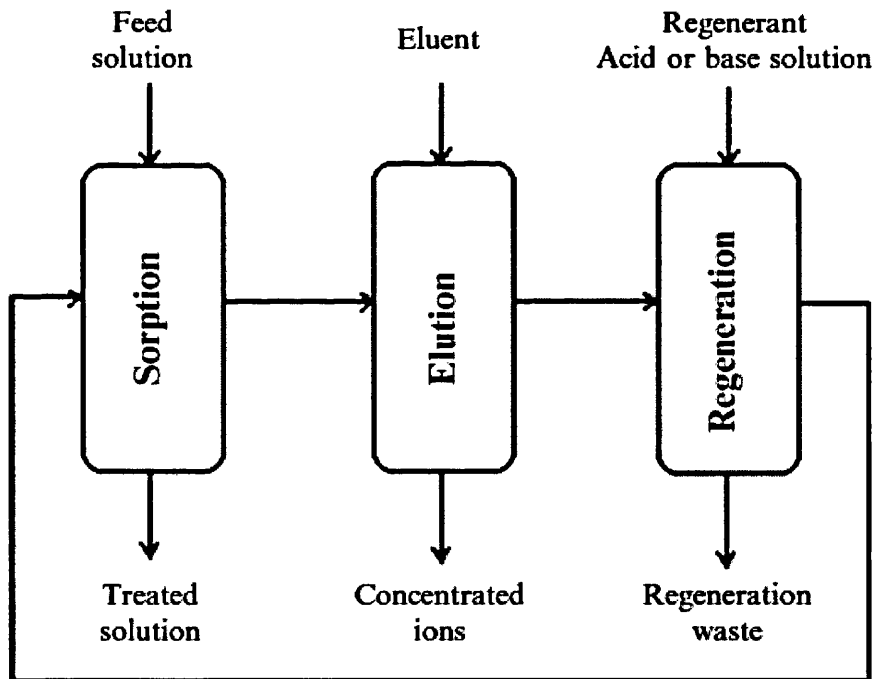 Feed
solution
Eluent
Regenerant
Acid or base solution
Sorption
Elution
Regeneration
Treated
solution
Concentrated
ions
Regeneration
waste